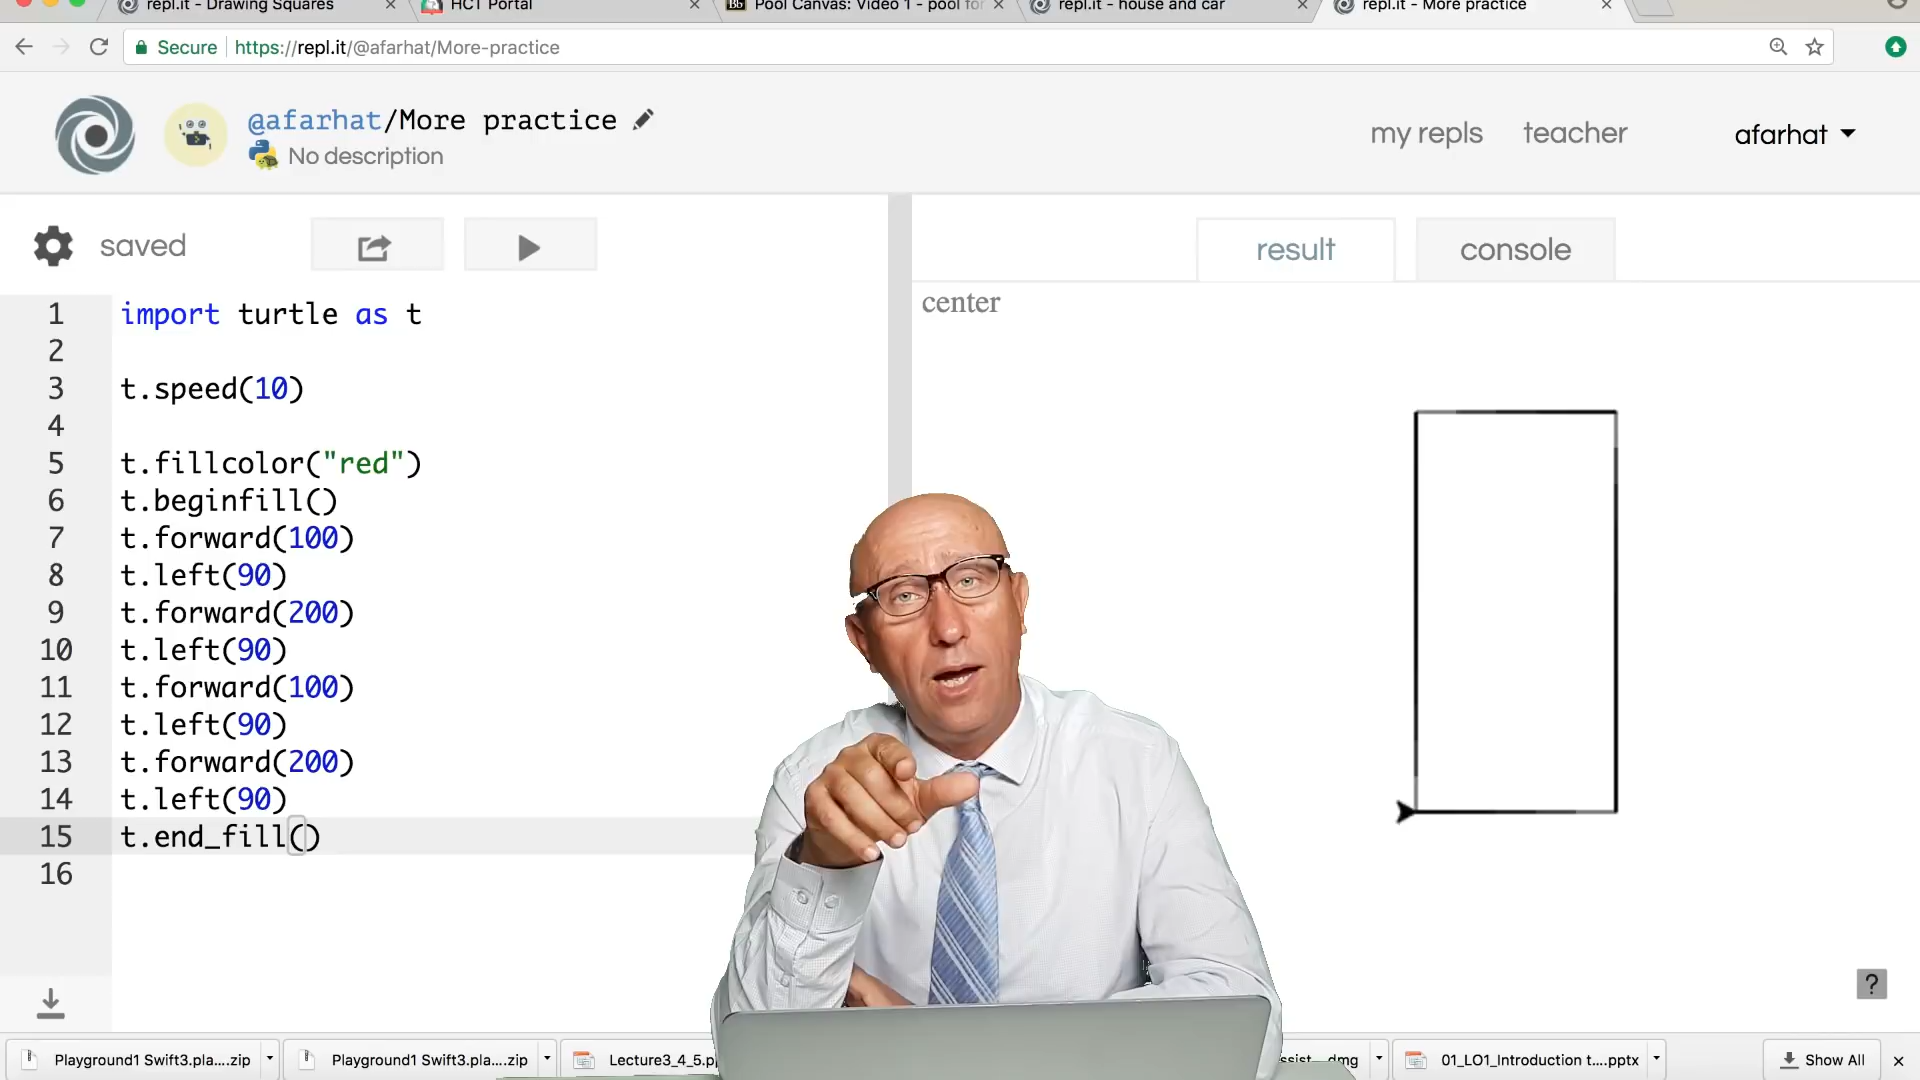 repl.it - Drawing Squares
HCT Portal
Pool Canvas: Video 1 - pool for
repl.it - house and car
repl.it - More practice
Secure
https://repl.it/@afarhat/More-practice
@afarhat/More practice
No description
my repls
teacher
afarhat
saved
result
console
center
1 import turtle as t
2
3 t.speed(10)
4
5 t.fillcolor("red")
6 t.beginfill()
7 t.forward(100)
8 t.left(90)
9 t.forward(200)
10 t.left(90)
11 t.forward(100)
12 t.left(90)
13 t.forward(200)
14 t.left(90)
15 t.end_fill()
16
?
Playground1 Swift3.pla....zip
Playground1 Swift3.pla....zip
Lecture3_4_5.p
01_LO1_Introduction t....pptx
Show All